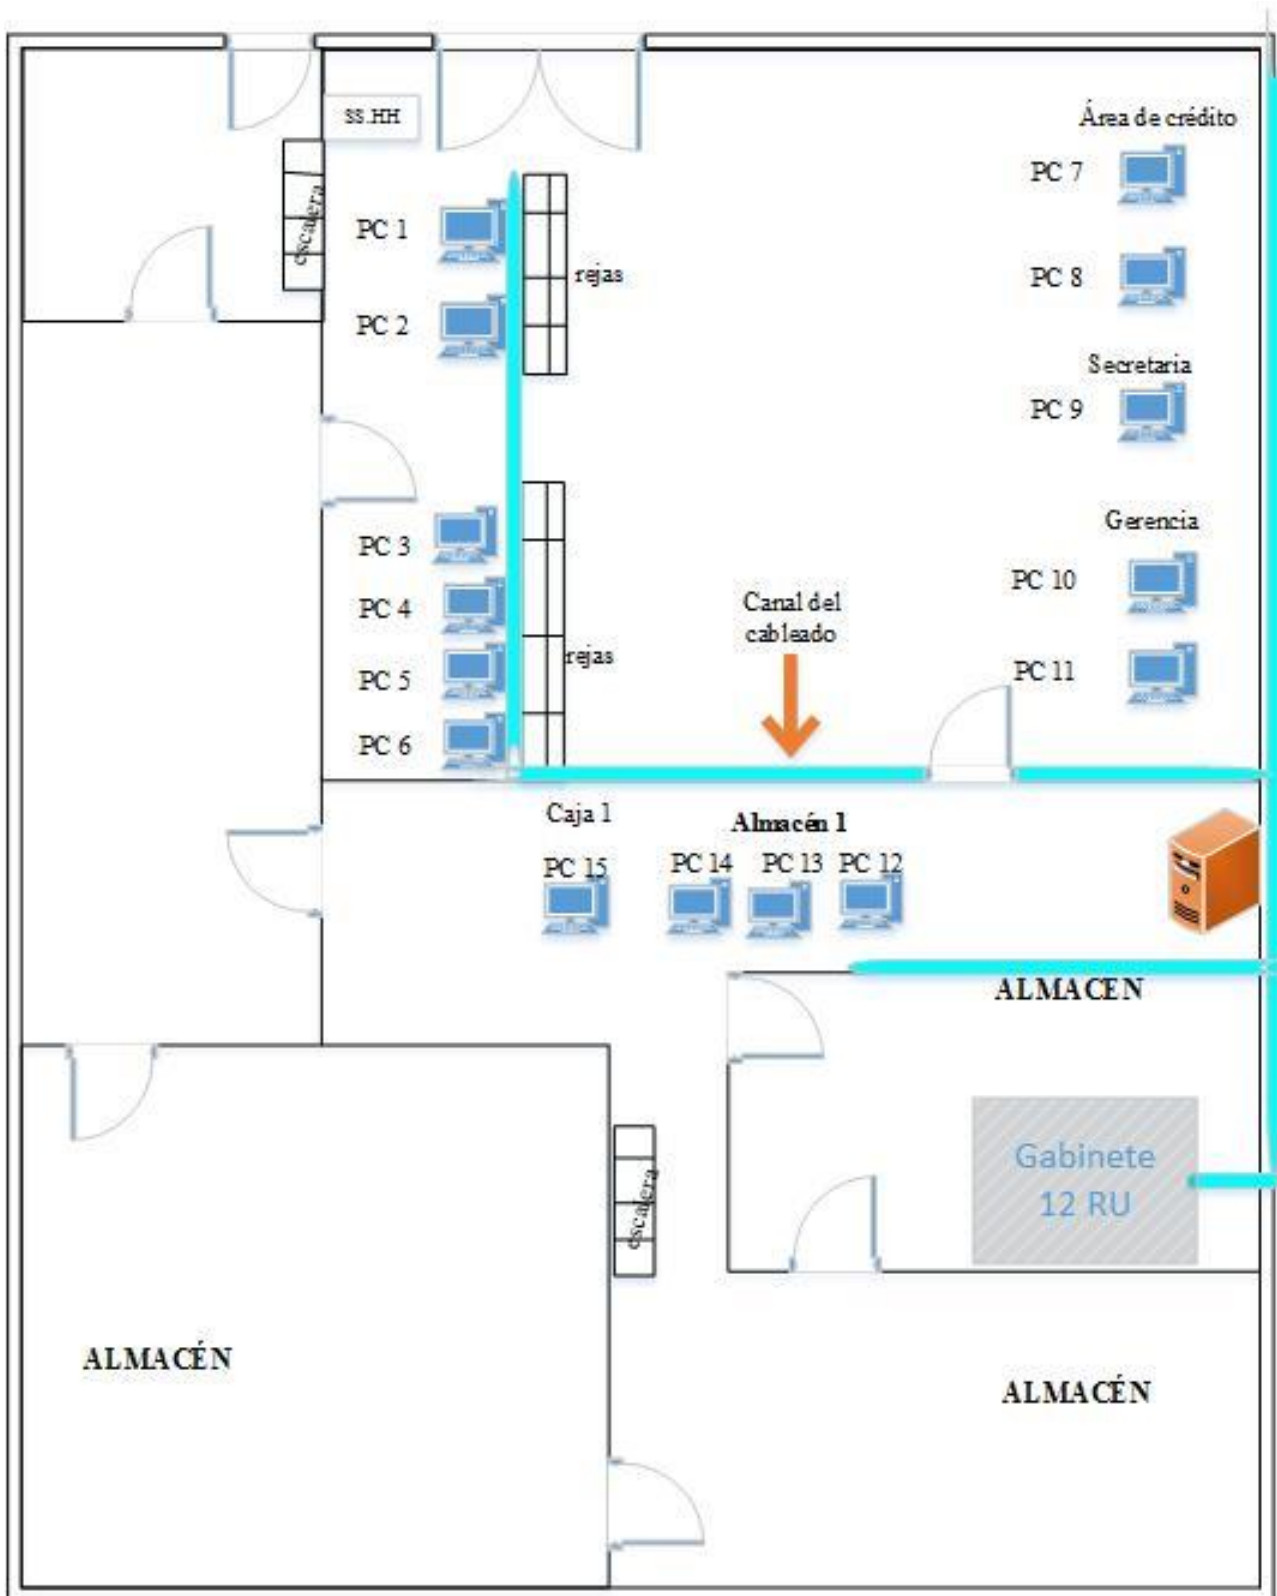 SS.HH
escalera
PC 1
rejas
PC 2
Área de crédito
PC 7
PC 8
Secretaria
PC 9
PC 3
PC 4
rejas
PC 5
PC 6
Canal del
cableado
Gerencia
PC 10
PC 11
Caja 1
PC 15
Almacén 1
PC 14
PC 13
PC 12
ALMACEN
escalera
Gabinete
12 RU
ALMACÉN
ALMACÉN